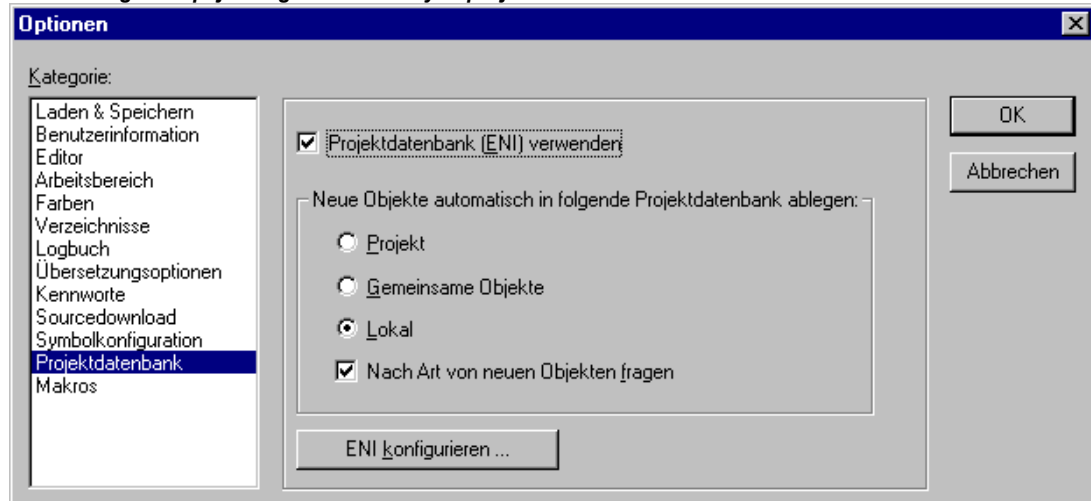 Optionen
Kategorie:
Laden & Speichern
Benutzerinformation
Editor
Arbeitsbereich
Farben
Verzeichnisse
Logbuch
Übersetzungsoptionen
Kennworte
Sourcedownload
Symbolkonfiguration
Projektdatenbank
Makros
Projektdatenbank (ENI) verwenden
Neue Objekte automatisch in folgende Projektdatenbank ablegen:
Projekt
Gemeinsame Objekte
Lokal
Nach Art von neuen Objekten fragen
ENI konfigurieren ...
OK
Abbrechen